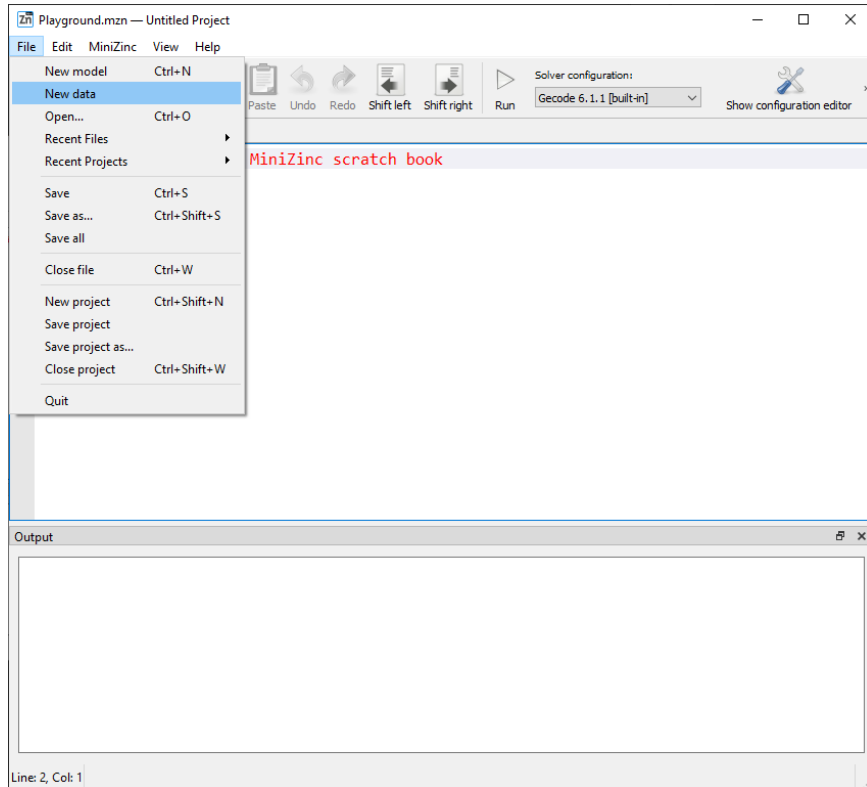 Playground.mzn — Untitled Project
File Edit MiniZinc View Help
New model Ctrl+N
New data
Open... Ctrl+O
Recent Files
Recent Projects
Save Ctrl+S
Save as... Ctrl+Shift+S
Save all
Close file Ctrl+W
New project Ctrl+Shift+N
Save project
Save project as...
Close project Ctrl+Shift+W
Quit
Paste Undo Redo Shift left Shift right Run
Solver configuration:
Gecode 6.1.1 [built-in]
Show configuration editor
MiniZinc scratch book
Output
Line: 2, Col: 1